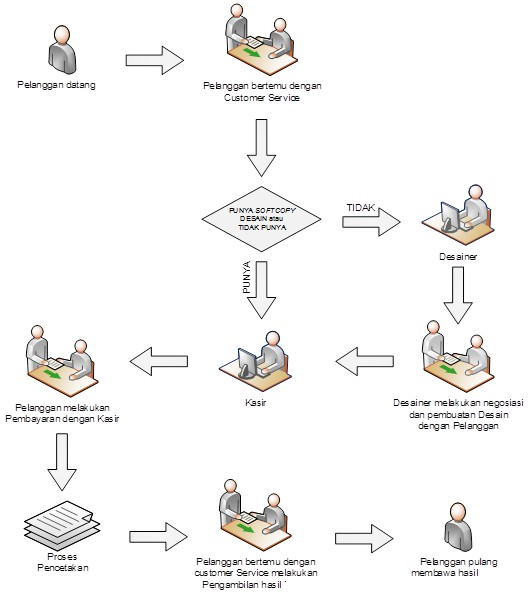 Pelanggan datang
Pelanggan bertemu dengan
Customer Service
PUNYA SOFTCOPY
DESAIN atau
TIDAK PUNYA
TIDAK
Desainer
PUNYA
Pelanggan melakukan
Pembayaran dengan Kasir
Kasir
Desainer melakukan negosiasi
dan pembuatan Desain
dengan Pelanggan
Proses
Pencetakan
Pelanggan bertemu dengan
customer Service melakukan
Pengambilan hasil `
Pelanggan pulang
membawa hasil